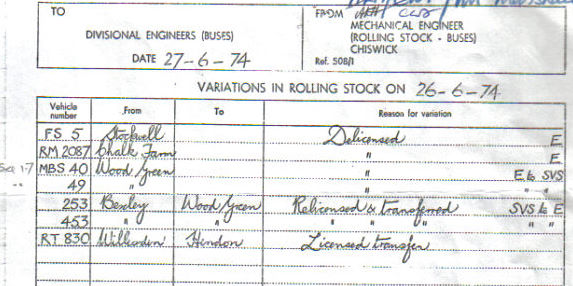 TO
FROM
DIVISIONAL ENGINEERS (BUSES)
MECHANICAL ENGINEER
(ROLLING STOCK - BUSES)
CHISWICK
DATE 27-6-74
Ref. 508/1
VARIATIONS IN ROLLING STOCK ON 26-6-74
Vehicle number From To Reason for variation
FS 5 Stockwell Delicensed E
RM 2087 Chalk Farm " E
MBS 40 Wood Green " E to SVS
49 " " " "
253 Bexley Wood Green Relicensed & transferred SVS to E
453 " " " " " " "
RT 830 Willesden Hendon Licensed transfer